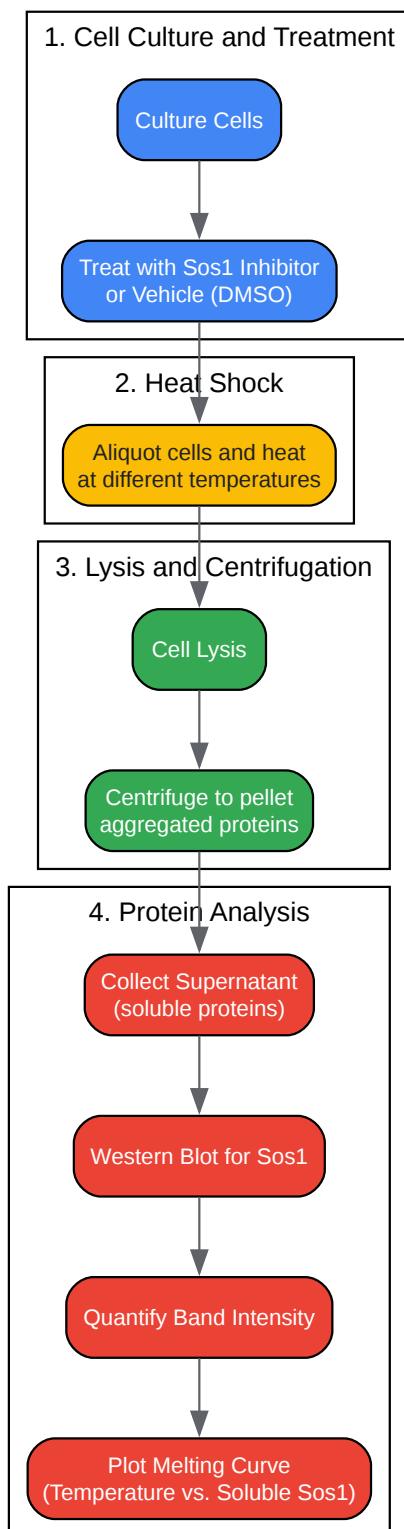 1. Cell Culture and Treatment
Culture Cells
Treat with Sos1 Inhibitor
or Vehicle (DMSO)
2. Heat Shock
Aliquot cells and heat
at different temperatures
3. Lysis and Centrifugation
Cell Lysis
Centrifuge to pellet
aggregated proteins
4. Protein Analysis
Collect Supernatant
(soluble proteins)
Western Blot for Sos1
Quantify Band Intensity
Plot Melting Curve
(Temperature vs. Soluble Sos1)